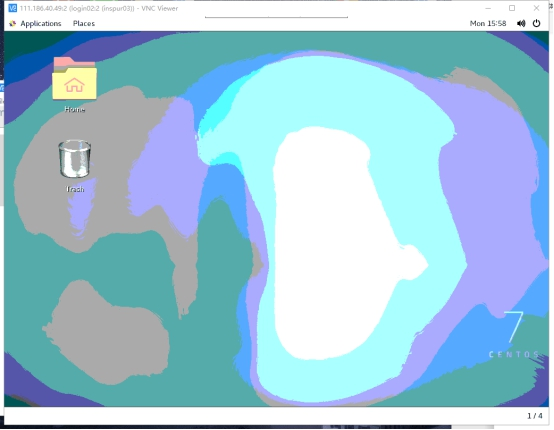 111.186.40.49:2 (login02:2 (inspur03)) - VNC Viewer
Applications Places Mon 15:58
Home
Trash
7
CENTOS
1 / 4